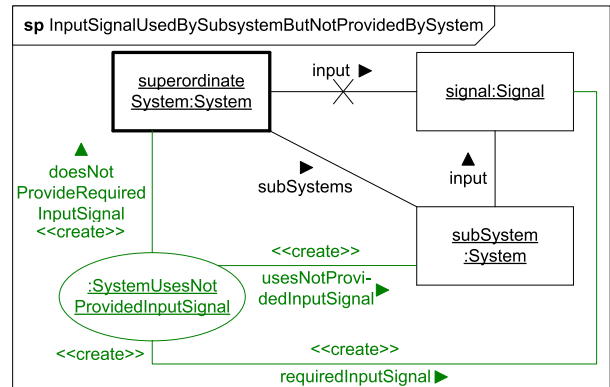 sp InputSignalUsedBySubsystemButNotProvidedBySystem
superordinate
System:System
input ►
signal:Signal
▲
doesNot
ProvideRequired
InputSignal
<<create>>
►
subSystems
▲
input
subSystem
:System
<<create>>
usesNotProvi-
dedInputSignal ►
:SystemUsesNot
ProvidedInputSignal
<<create>>
<<create>>
requiredInputSignal ►